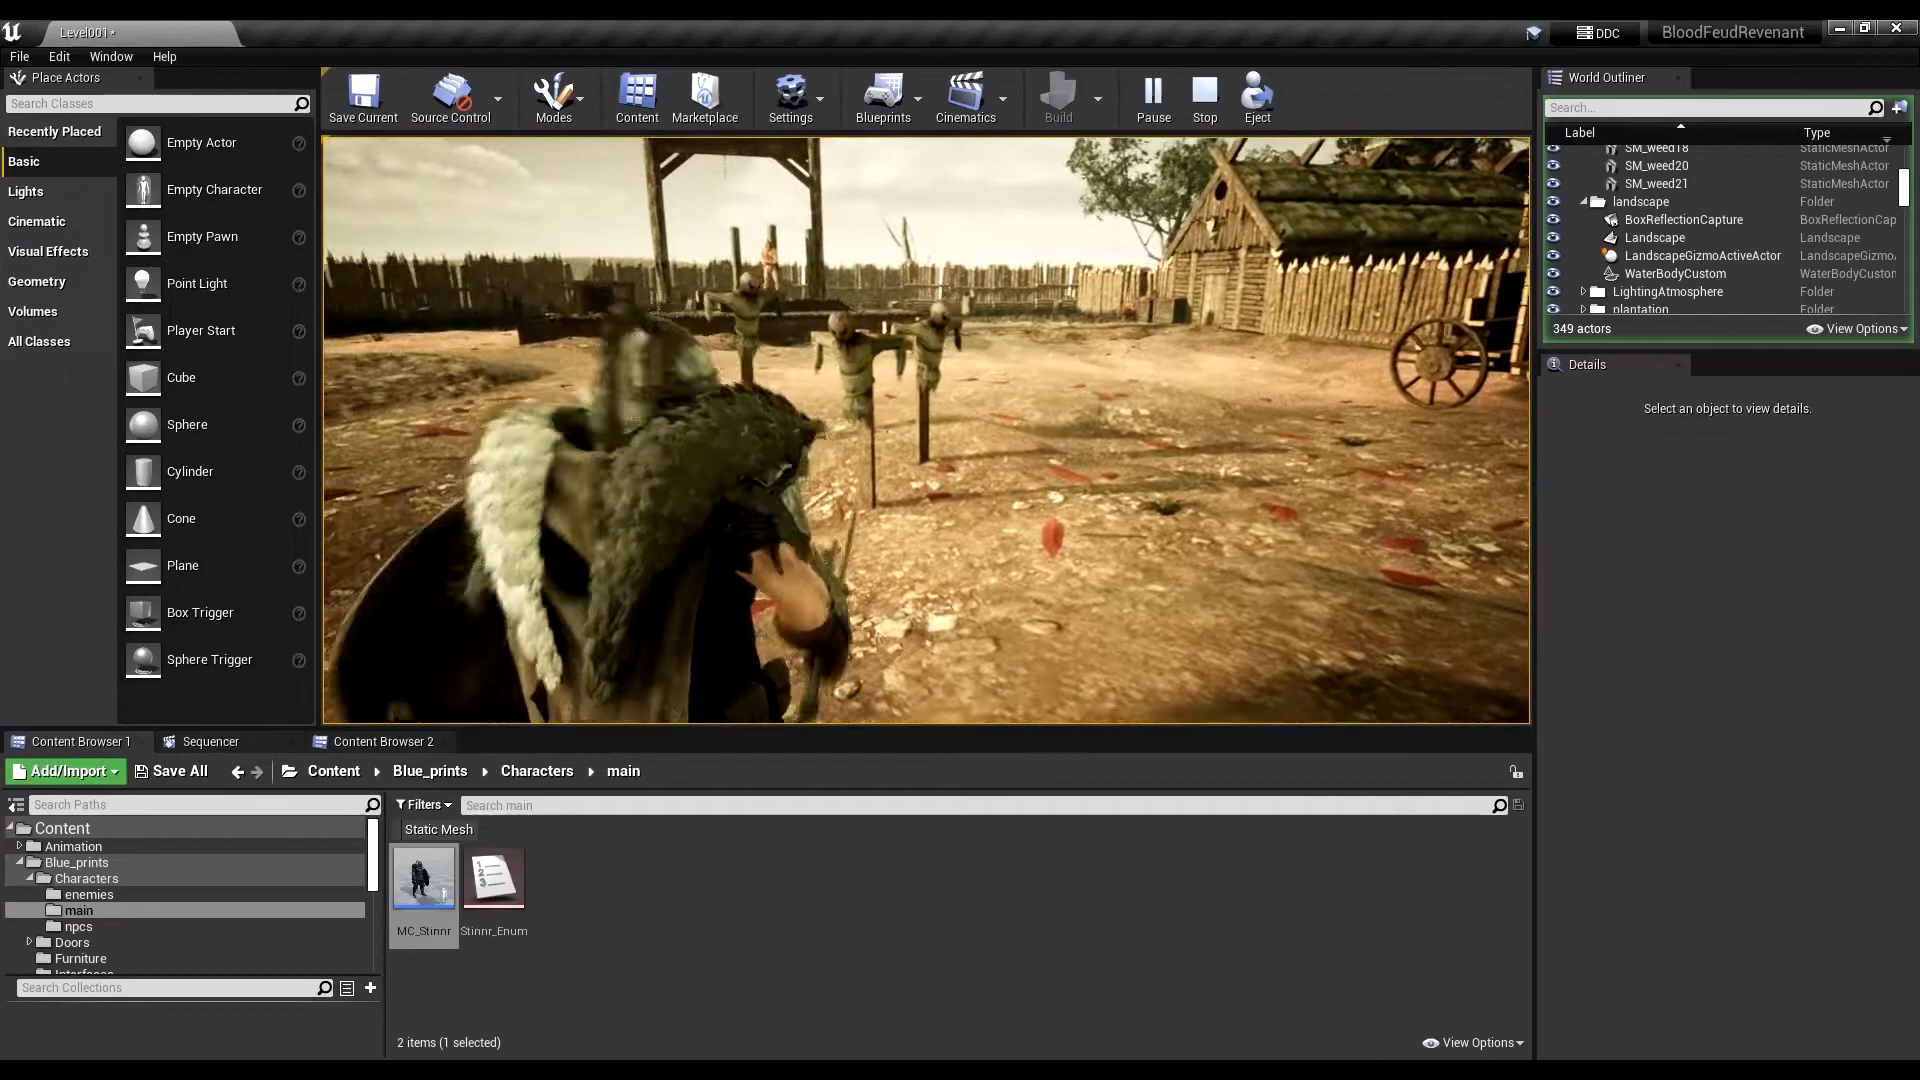 Level001*
DDC
BloodFeudRevenant
File Edit Window Help
Place Actors
Search Classes
Recently Placed
Basic
Lights
Cinematic
Visual Effects
Geometry
Volumes
All Classes
Empty Actor
Empty Character
Empty Pawn
Point Light
Player Start
Cube
Sphere
Cylinder
Cone
Plane
Box Trigger
Sphere Trigger
Save Current Source Control Modes Content Marketplace Settings Blueprints Cinematics Build Pause Stop Eject
World Outliner
Search...
Label Type
SM_weed18 StaticMeshActor
SM_weed20 StaticMeshActor
SM_weed21 StaticMeshActor
landscape Folder
BoxReflectionCapture BoxReflectionCap
Landscape Landscape
LandscapeGizmoActiveActor LandscapeGizmo
WaterBodyCustom WaterBodyCustom
LightingAtmosphere Folder
plantation Folder
349 actors View Options
Details
Select an object to view details.
Content Browser 1 Sequencer Content Browser 2
Add/Import Save All Content Blue_prints Characters main
Search Paths
Content
Animation
Blue_prints
Characters
enemies
main
npcs
Doors
Furniture
Interfaces
Search Collections
Filters Search main
Static Mesh
MC_Stinnr Stinnr_Enum
2 items (1 selected) View Options